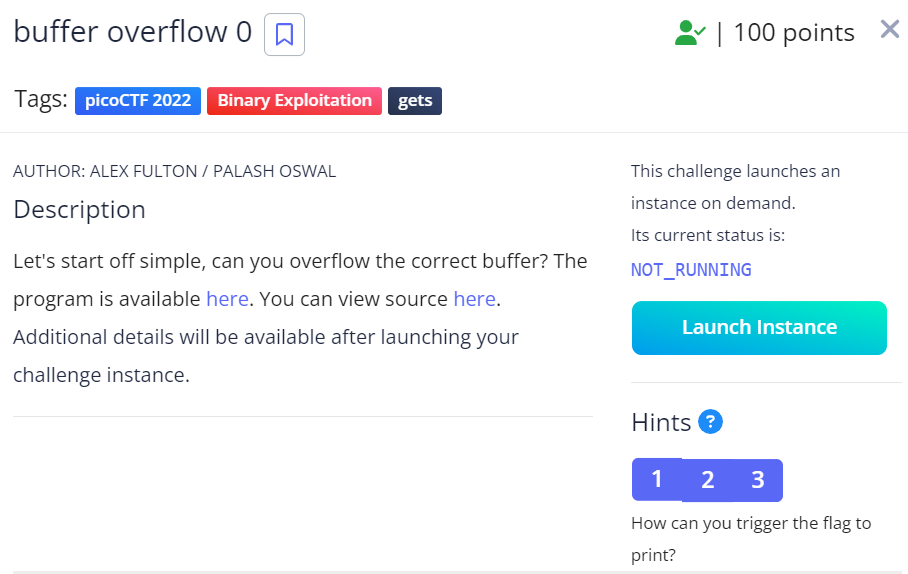 buffer overflow 0
| 100 points
Tags: picoCTF 2022 Binary Exploitation gets
AUTHOR: ALEX FULTON / PALASH OSWAL
Description
Let's start off simple, can you overflow the correct buffer? The
program is available here. You can view source here.
Additional details will be available after launching your
challenge instance.
This challenge launches an
instance on demand.
Its current status is:
NOT_RUNNING
Launch Instance
Hints ?
1 2 3
How can you trigger the flag to
print?